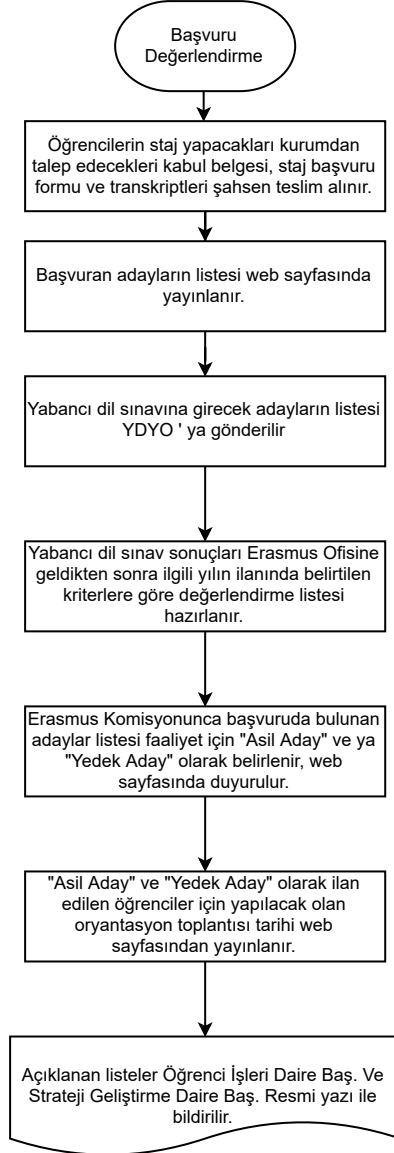 Başvuru
Değerlendirme
Öğrencilerin staj yapacakları kurumdan
talep edecekleri kabul belgesi, staj başvuru
formu ve transkriptleri şahsen teslim alınır.
Başvuran adayların listesi web sayfasında
yayınlanır.
Yabancı dil sınavına girecek adayların listesi
YDYO ' ya gönderilir
Yabancı dil sınav sonuçları Erasmus Ofisine
geldikten sonra ilgili yılın ilanında belirtilen
kriterlere göre değerlendirme listesi
hazırlanır.
Erasmus Komisyonunca başvuruda bulunan
adaylar listesi faaliyet için "Asil Aday" ve ya
"Yedek Aday" olarak belirlenir, web
sayfasında duyurulur.
"Asil Aday" ve "Yedek Aday" olarak ilan
edilen öğrenciler için yapılacak olan
oryantasyon toplantısı tarihi web
sayfasından yayınlanır.
Açıklanan listeler Öğrenci İşleri Daire Baş. Ve
Strateji Geliştirme Daire Baş. Resmi yazı ile
bildirilir.